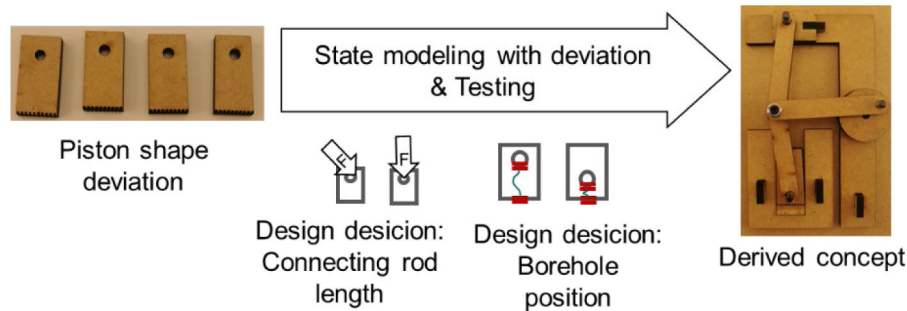 State modeling with deviation
& Testing
Piston shape
deviation
F
F
Design desicion:
Connecting rod
length
Design desicion:
Borehole
position
Derived concept